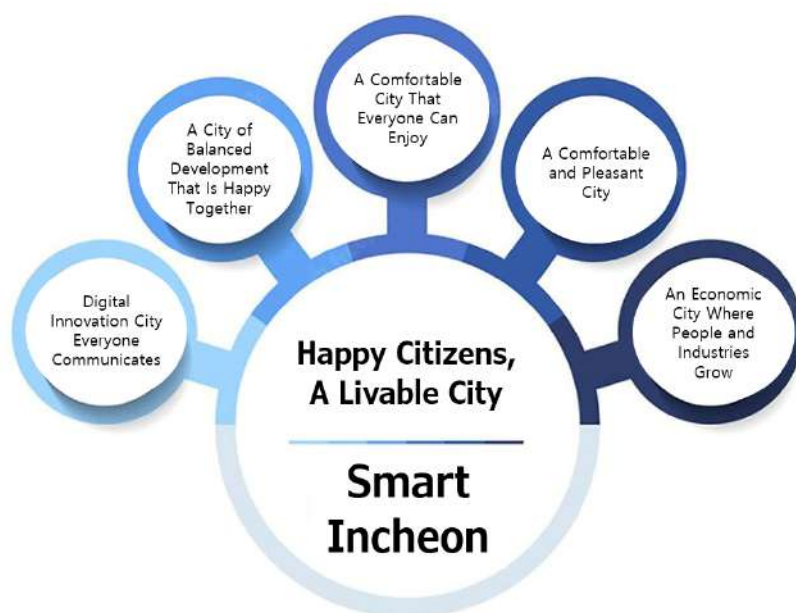 A Comfortable
City That
Everyone Can
Enjoy
A City of
Balanced
Development
That Is Happy
Together
A Comfortable
and Pleasant
City
Digital
Innovation City
Everyone
Communicates
An Economic
City Where
People and
Industries
Grow
Happy Citizens,
A Livable City
Smart
Incheon